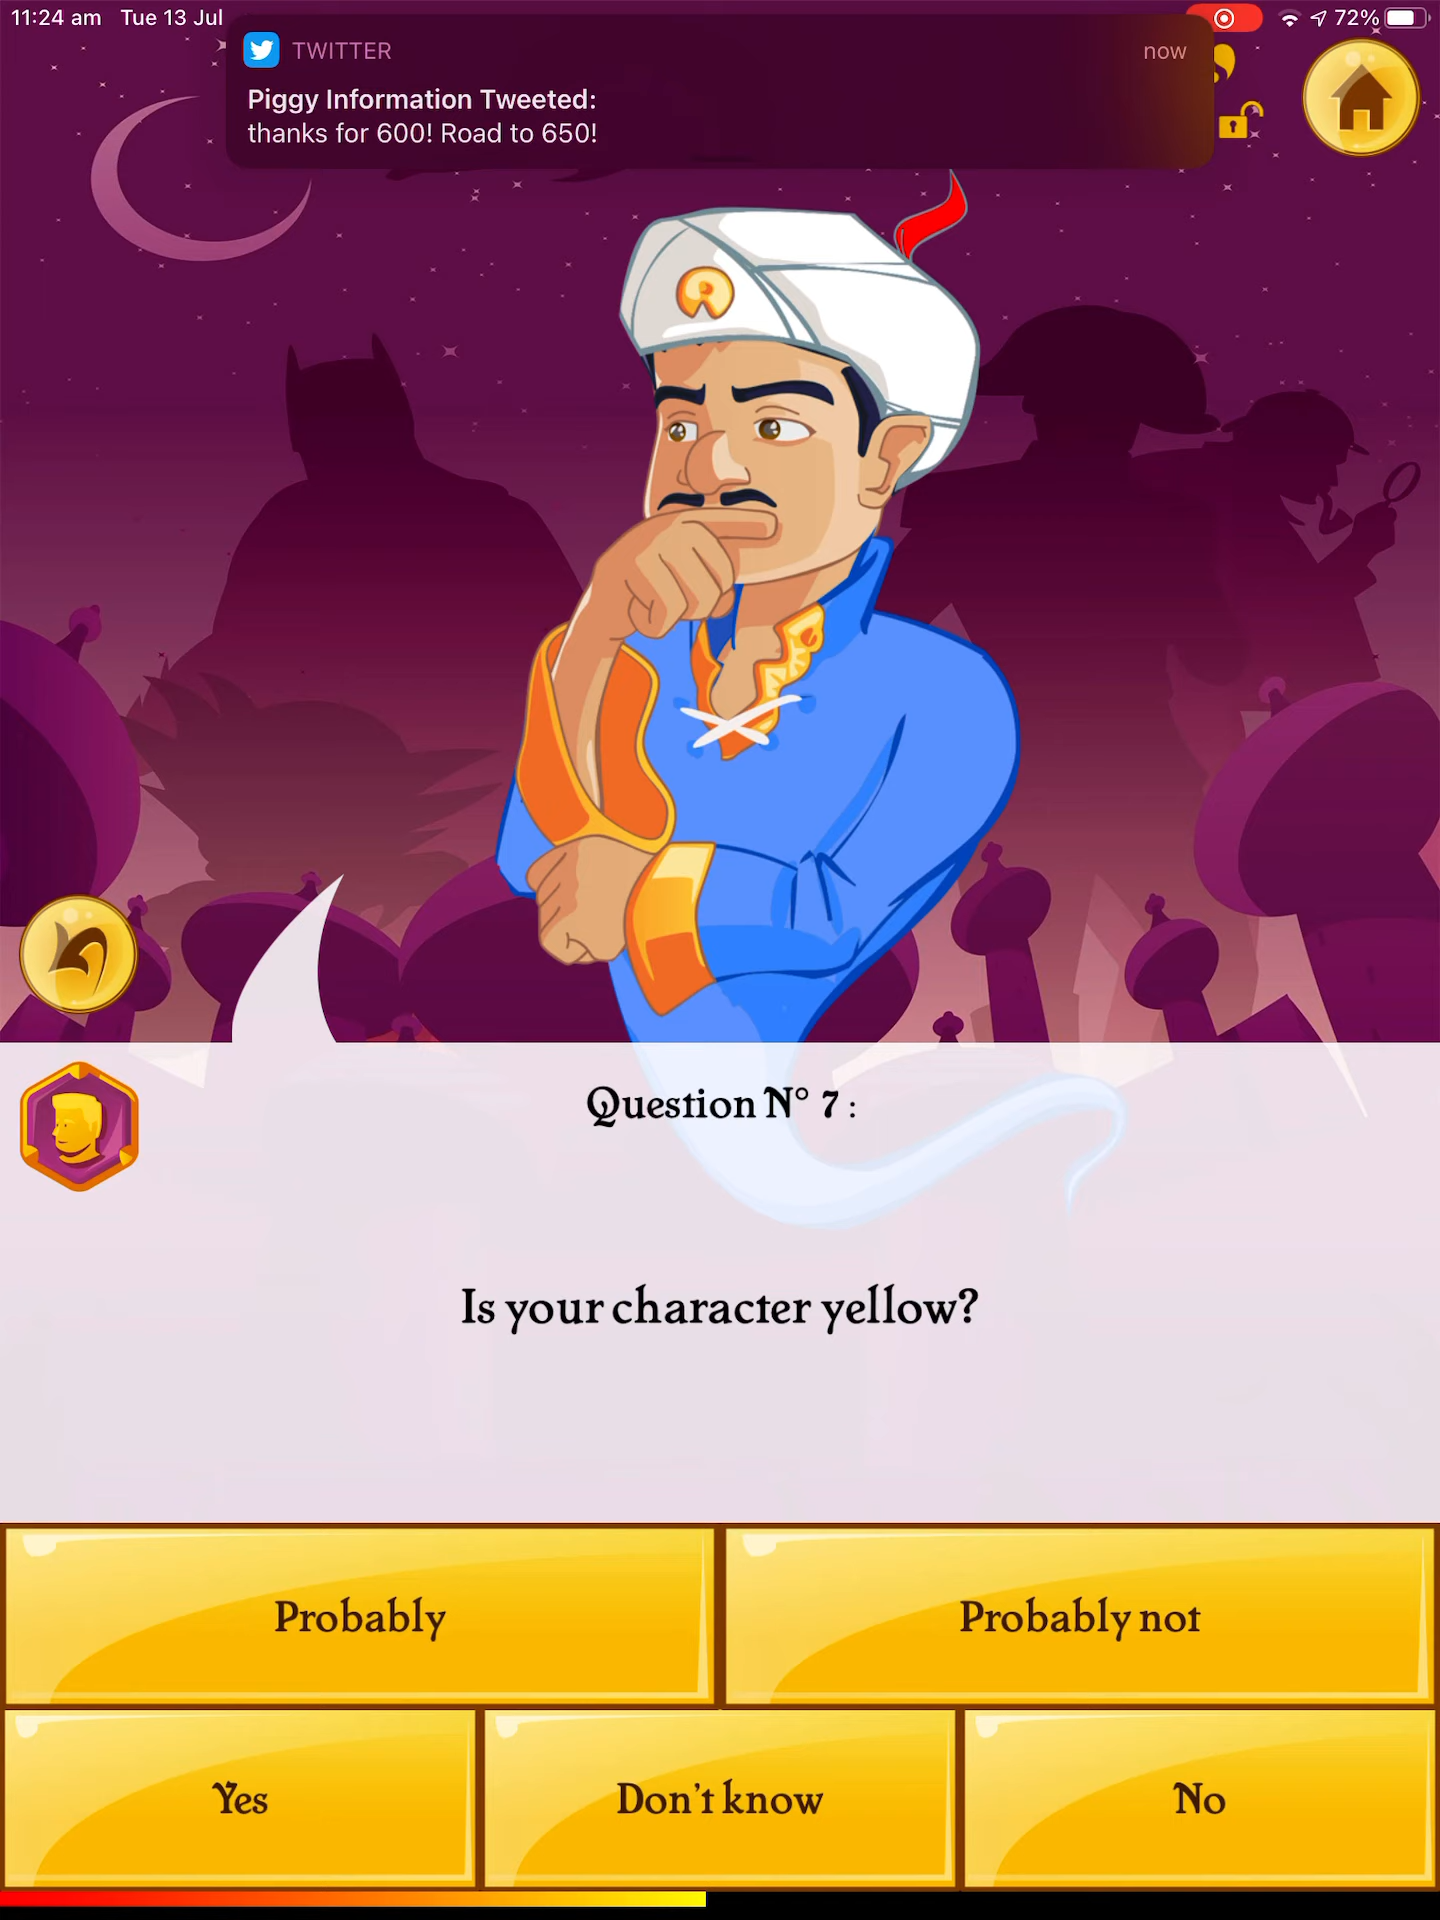 11:24 am Tue 13 Jul
72%
TWITTER
now
Piggy Information Tweeted:
thanks for 600! Road to 650!
Question N° 7 :
Is your character yellow?
Probably
Probably not
Yes
Don't know
No